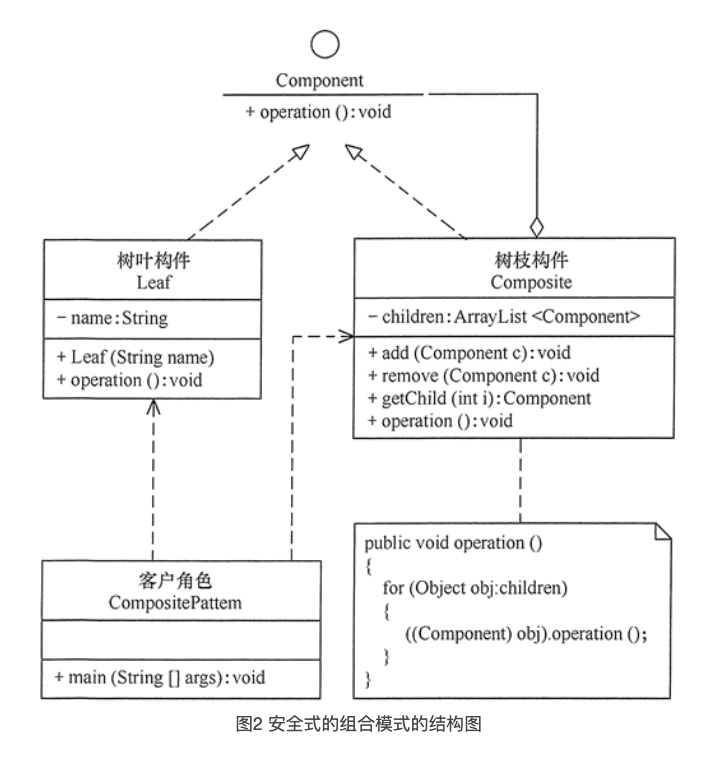 Component
+ operation ():void
树叶构件
Leaf
− name:String
+ Leaf (String name)
+ operation ():void
树枝构件
Composite
− children:ArrayList <Component>
+ add (Component c):void
+ remove (Component c):void
+ getChild (int i):Component
+ operation ():void
客户角色
CompositePattem
+ main (String [] args):void
public void operation ()
{
for (Object obj:children)
{
((Component) obj).operation ();
}
}
图2 安全式的组合模式的结构图